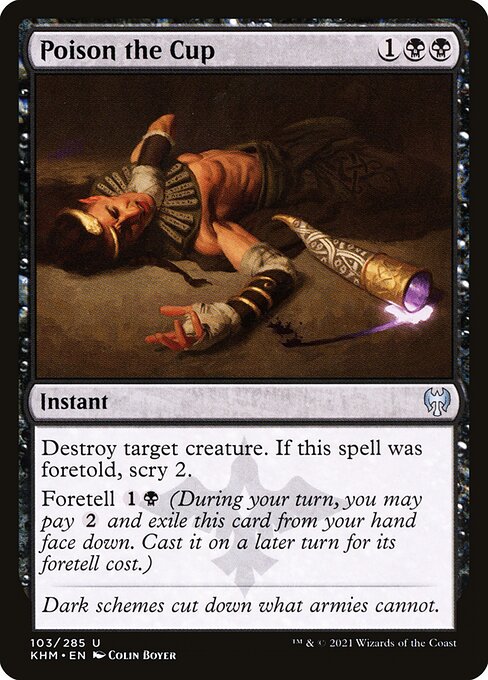 Poison the Cup 1
Instant
Destroy target creature. If this spell was
foretold, scry 2.
Foretell 1 (During your turn, you may
pay 2 and exile this card from your hand
face down. Cast it on a later turn for its
foretell cost.)
Dark schemes cut down what armies cannot.
103/285 U
KHM • EN Colin Boyer
™ & © 2021 Wizards of the Coast